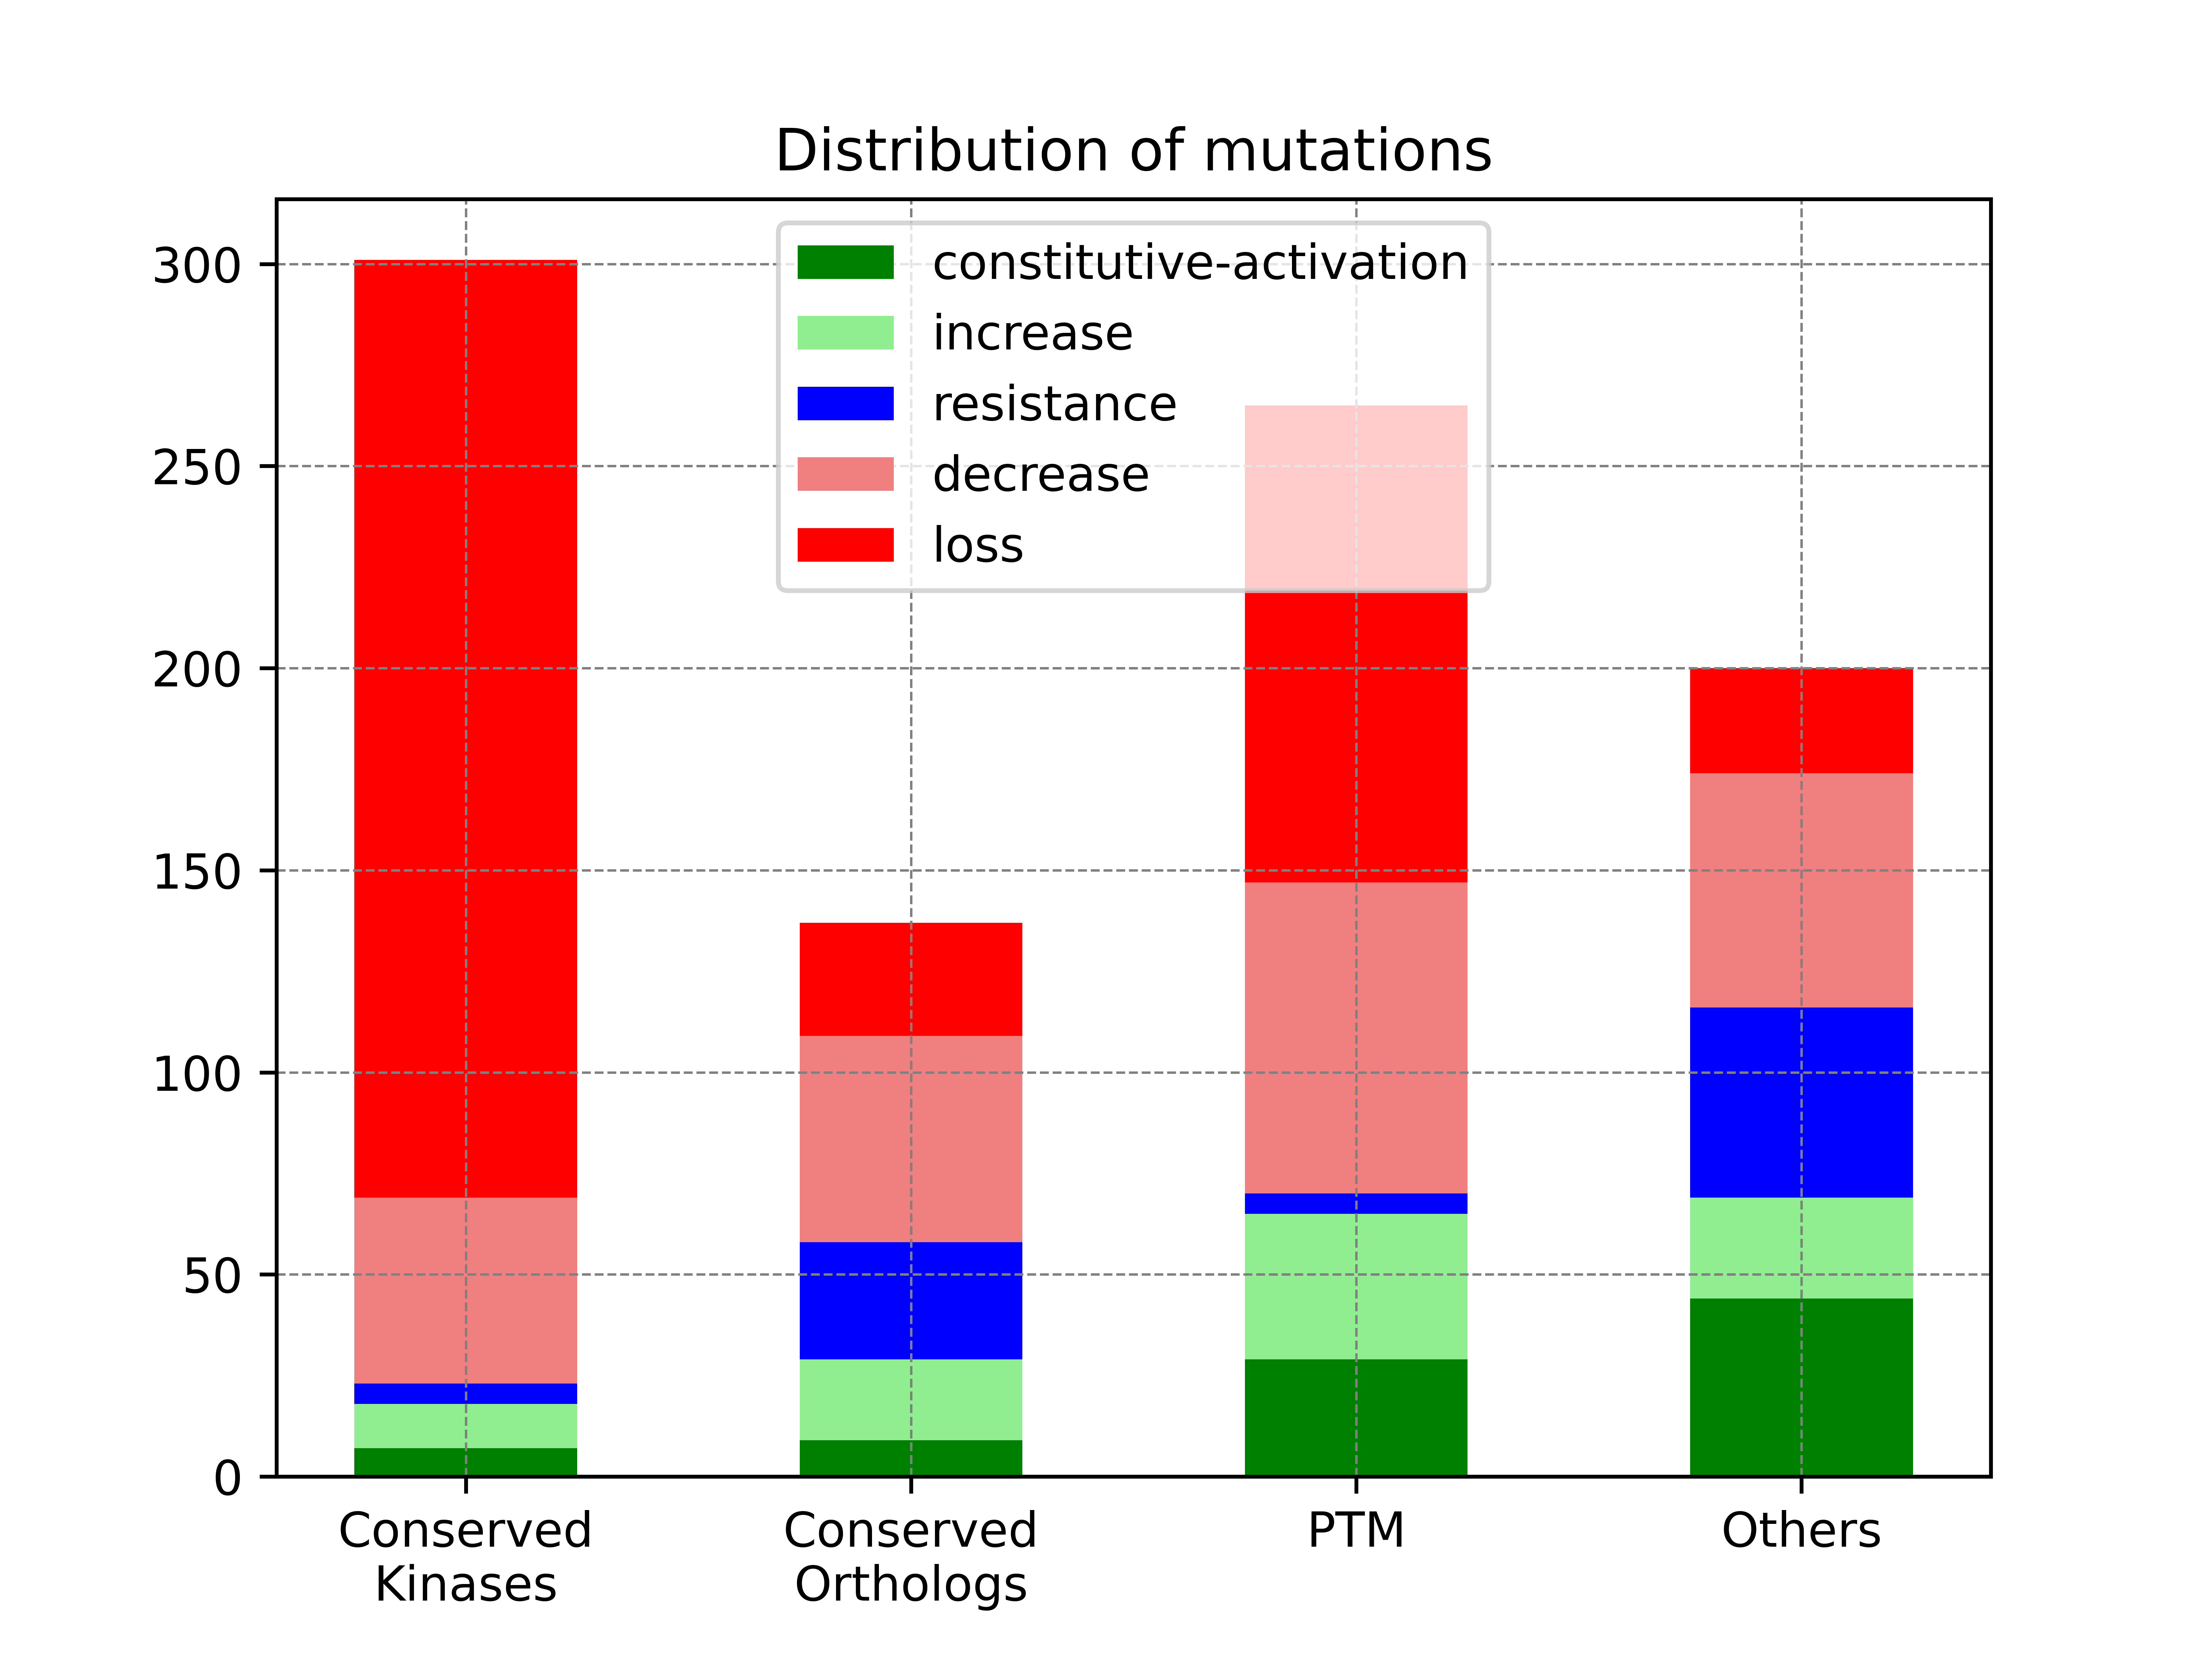 Distribution of mutations
constitutive-activation
increase
resistance
decrease
loss
300
250
200
150
100
50
0
Conserved
Kinases
Conserved
Orthologs
PTM
Others